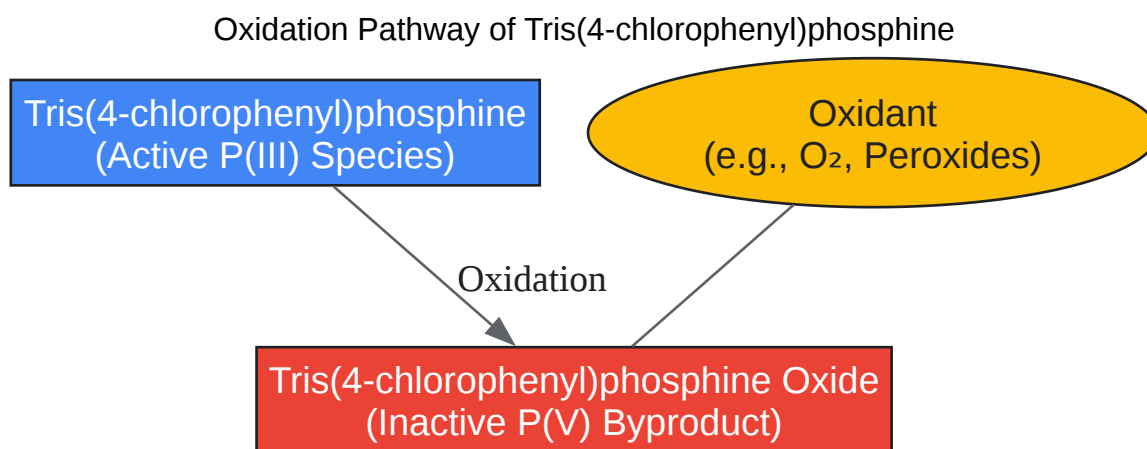 Oxidation Pathway of Tris(4-chlorophenyl)phosphine
Tris(4-chlorophenyl)phosphine
(Active P(III) Species)
Oxidant
(e.g., O₂, Peroxides)
Oxidation
Tris(4-chlorophenyl)phosphine Oxide
(Inactive P(V) Byproduct)